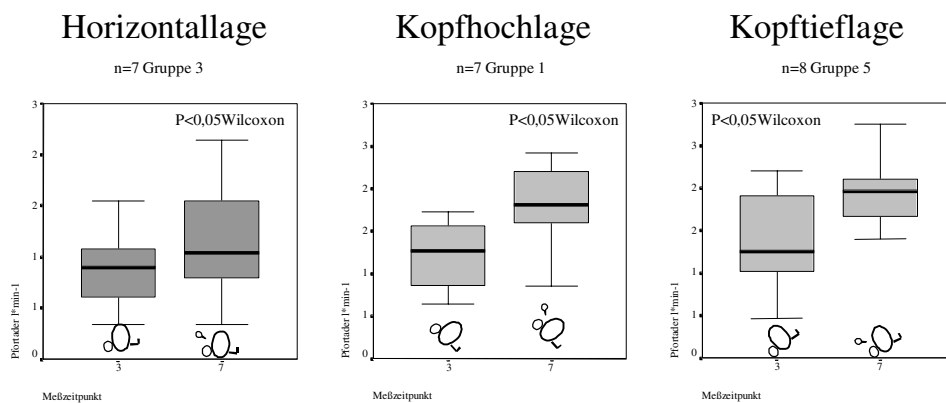 Horizontallage
n=7 Gruppe 3
P<0,05Wilcoxon
3
2
2
1
1
0
Pfortader l*min-1
3
7
Meßzeitpunkt
Kopfhochlage
n=7 Gruppe 1
P<0,05Wilcoxon
3
3
2
2
1
1
0
Pfortader l*min-1
3
7
Meßzeitpunkt
Kopftieflage
n=8 Gruppe 5
P<0,05Wilcoxon
3
3
2
2
1
1
0
Pfortader l*min-1
3
7
Meßzeitpunkt